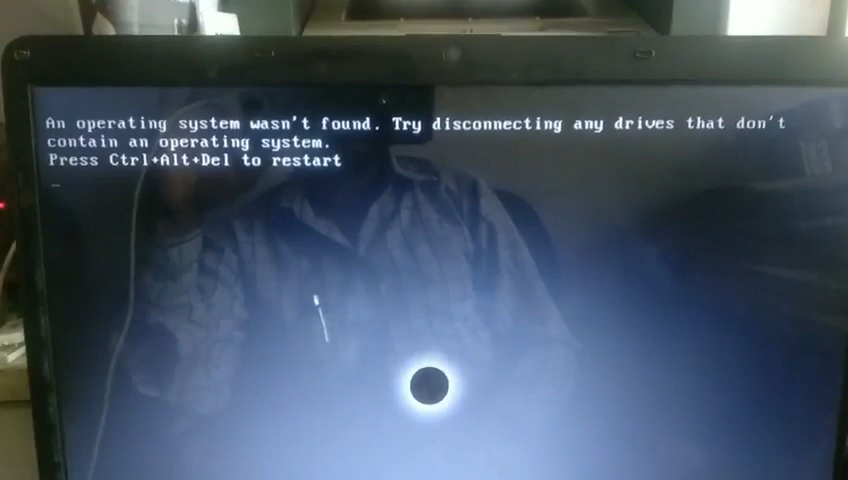 An operating system wasn't found. Try disconnecting any drives that don't
contain an operating system.
Press Ctrl+Alt+Del to restart